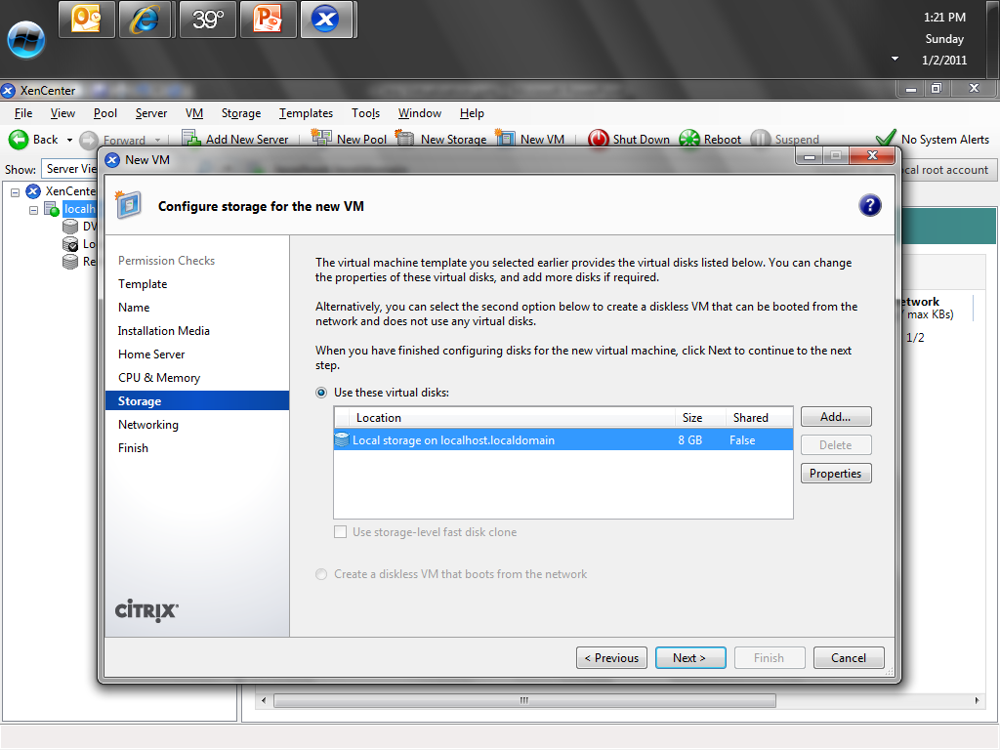 39°
1:21 PM
Sunday
1/2/2011
XenCenter
File View Pool Server VM Storage Templates Tools Window Help
Back Forward Add New Server New Pool New Storage New VM Shut Down Reboot Suspend No System Alerts
Show: Server Vie
cal root account
XenCente
localh
DV
Lo
Re
etwork
max KBs)
1/2
New VM
Configure storage for the new VM
?
Permission Checks
Template
Name
Installation Media
Home Server
CPU & Memory
Storage
Networking
Finish
CITRIX
The virtual machine template you selected earlier provides the virtual disks listed below. You can change
the properties of these virtual disks, and add more disks if required.
Alternatively, you can select the second option below to create a diskless VM that can be booted from the
network and does not use any virtual disks.
When you have finished configuring disks for the new virtual machine, click Next to continue to the next
step.
Use these virtual disks:
Location Size Shared
Local storage on localhost.localdomain 8 GB False
Add...
Delete
Properties
Use storage-level fast disk clone
Create a diskless VM that boots from the network
< Previous Next > Finish Cancel